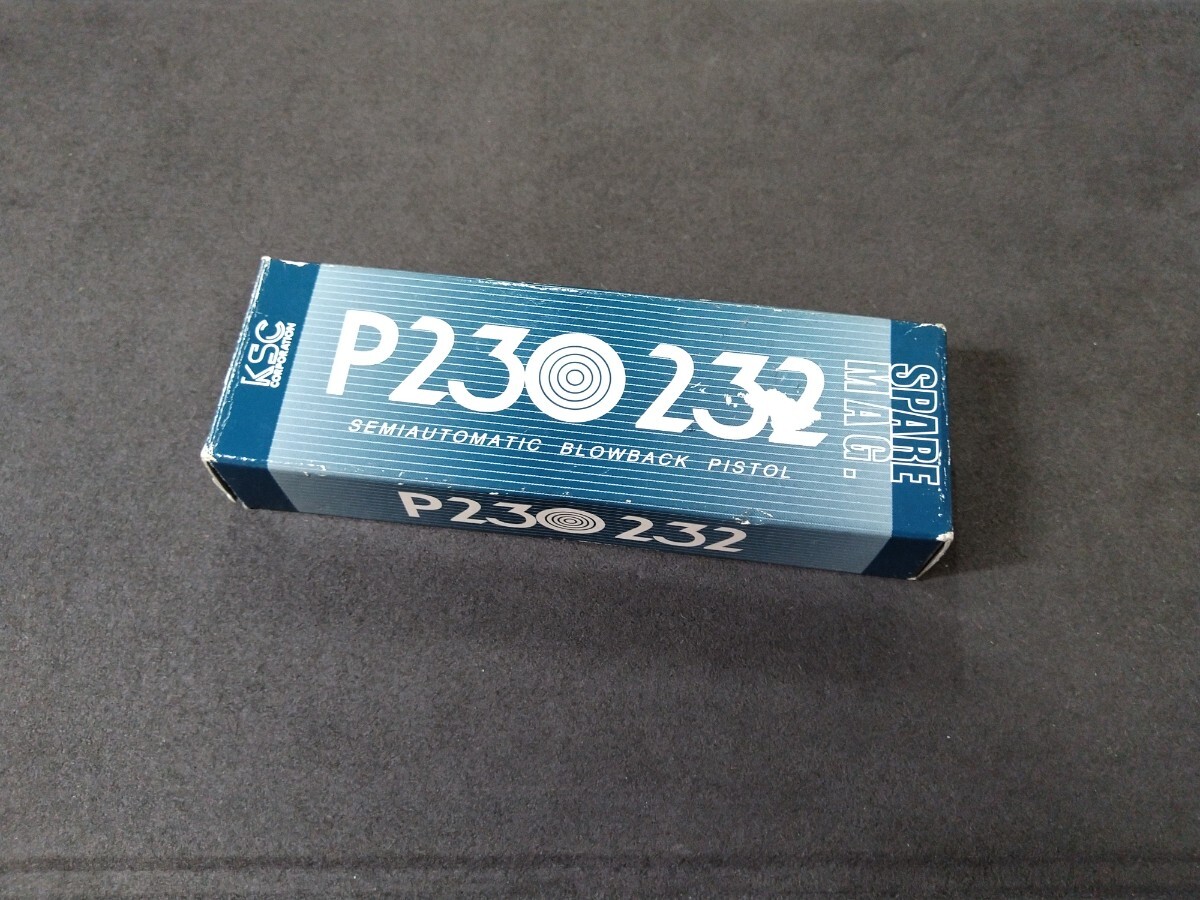 KSC
CORPORATION
P230 232
SEMIAUTOMATIC BLOWBACK PISTOL
SPARE
MAG.
P230 232